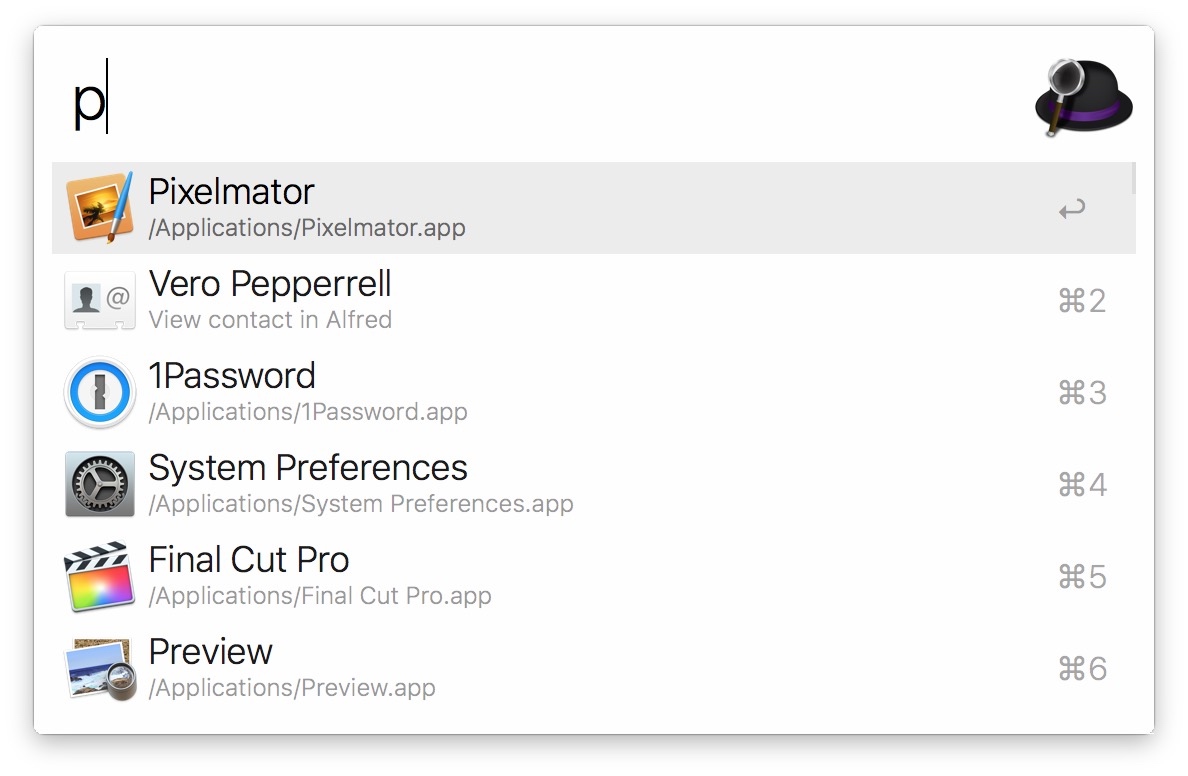 p
Pixelmator
/Applications/Pixelmator.app
↩
Vero Pepperrell
View contact in Alfred
⌘2
1Password
/Applications/1Password.app
⌘3
System Preferences
/Applications/System Preferences.app
⌘4
Final Cut Pro
/Applications/Final Cut Pro.app
⌘5
Preview
/Applications/Preview.app
⌘6